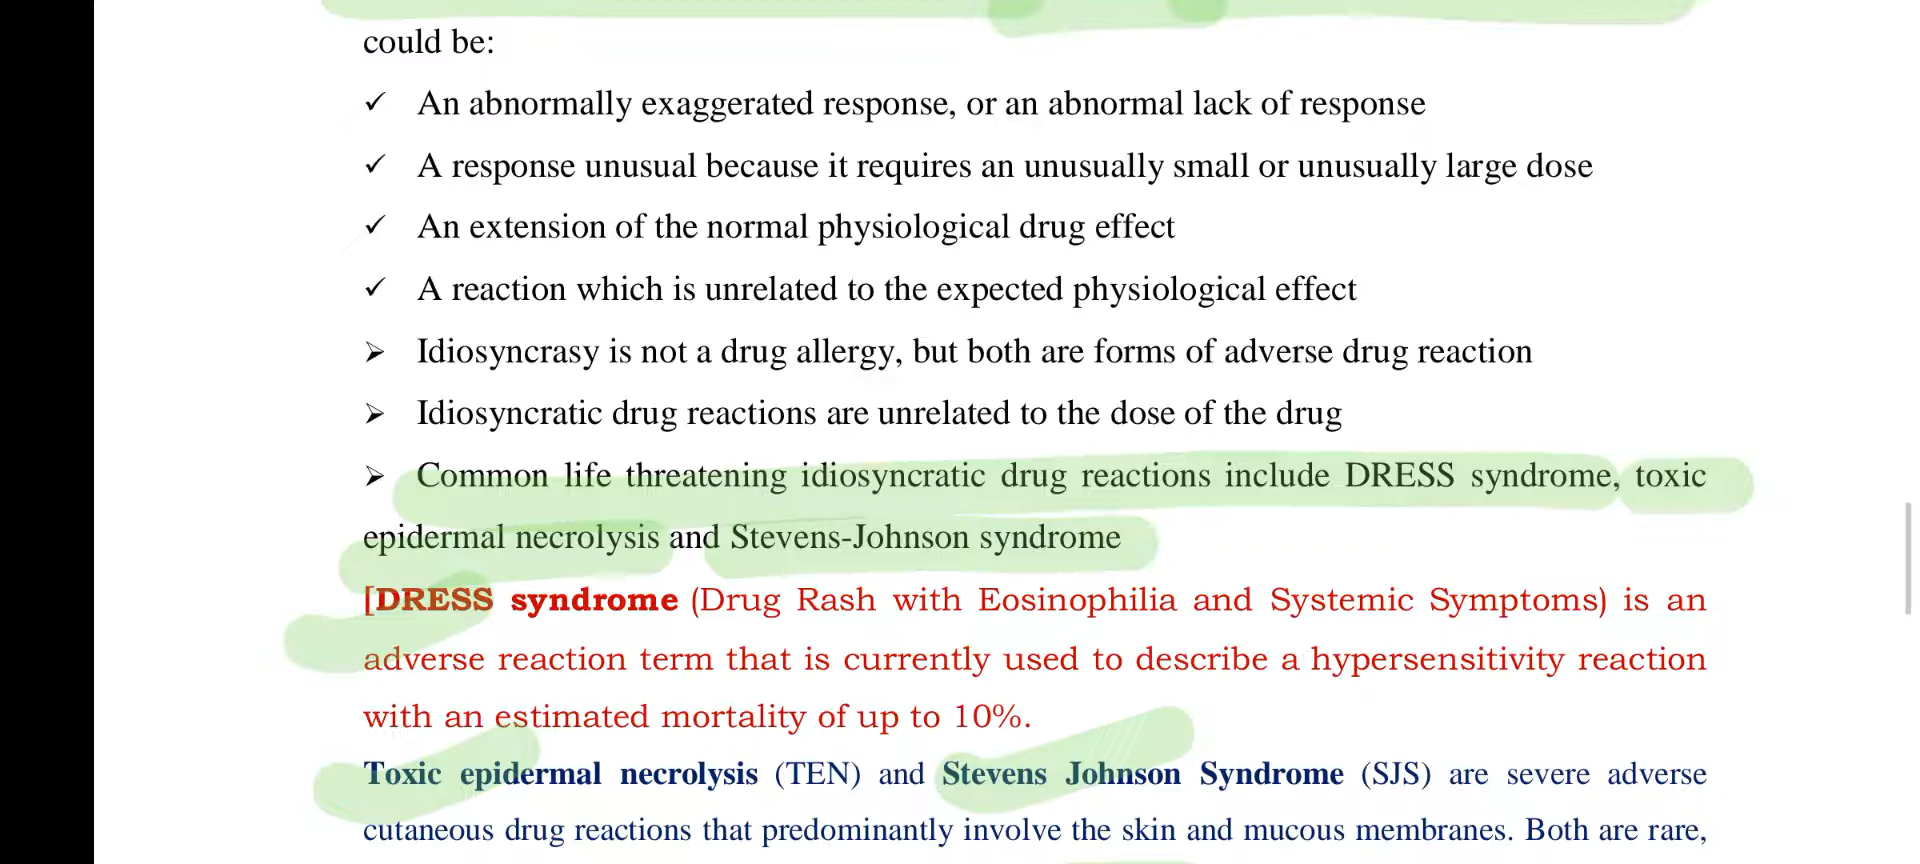 could be:
✓ An abnormally exaggerated response, or an abnormal lack of response
✓ A response unusual because it requires an unusually small or unusually large dose
✓ An extension of the normal physiological drug effect
✓ A reaction which is unrelated to the expected physiological effect
➢ Idiosyncrasy is not a drug allergy, but both are forms of adverse drug reaction
➢ Idiosyncratic drug reactions are unrelated to the dose of the drug
➢ Common life threatening idiosyncratic drug reactions include DRESS syndrome, toxic
epidermal necrolysis and Stevens-Johnson syndrome
[DRESS syndrome (Drug Rash with Eosinophilia and Systemic Symptoms) is an
adverse reaction term that is currently used to describe a hypersensitivity reaction
with an estimated mortality of up to 10%.
Toxic epidermal necrolysis (TEN) and Stevens Johnson Syndrome (SJS) are severe adverse
cutaneous drug reactions that predominantly involve the skin and mucous membranes. Both are rare,